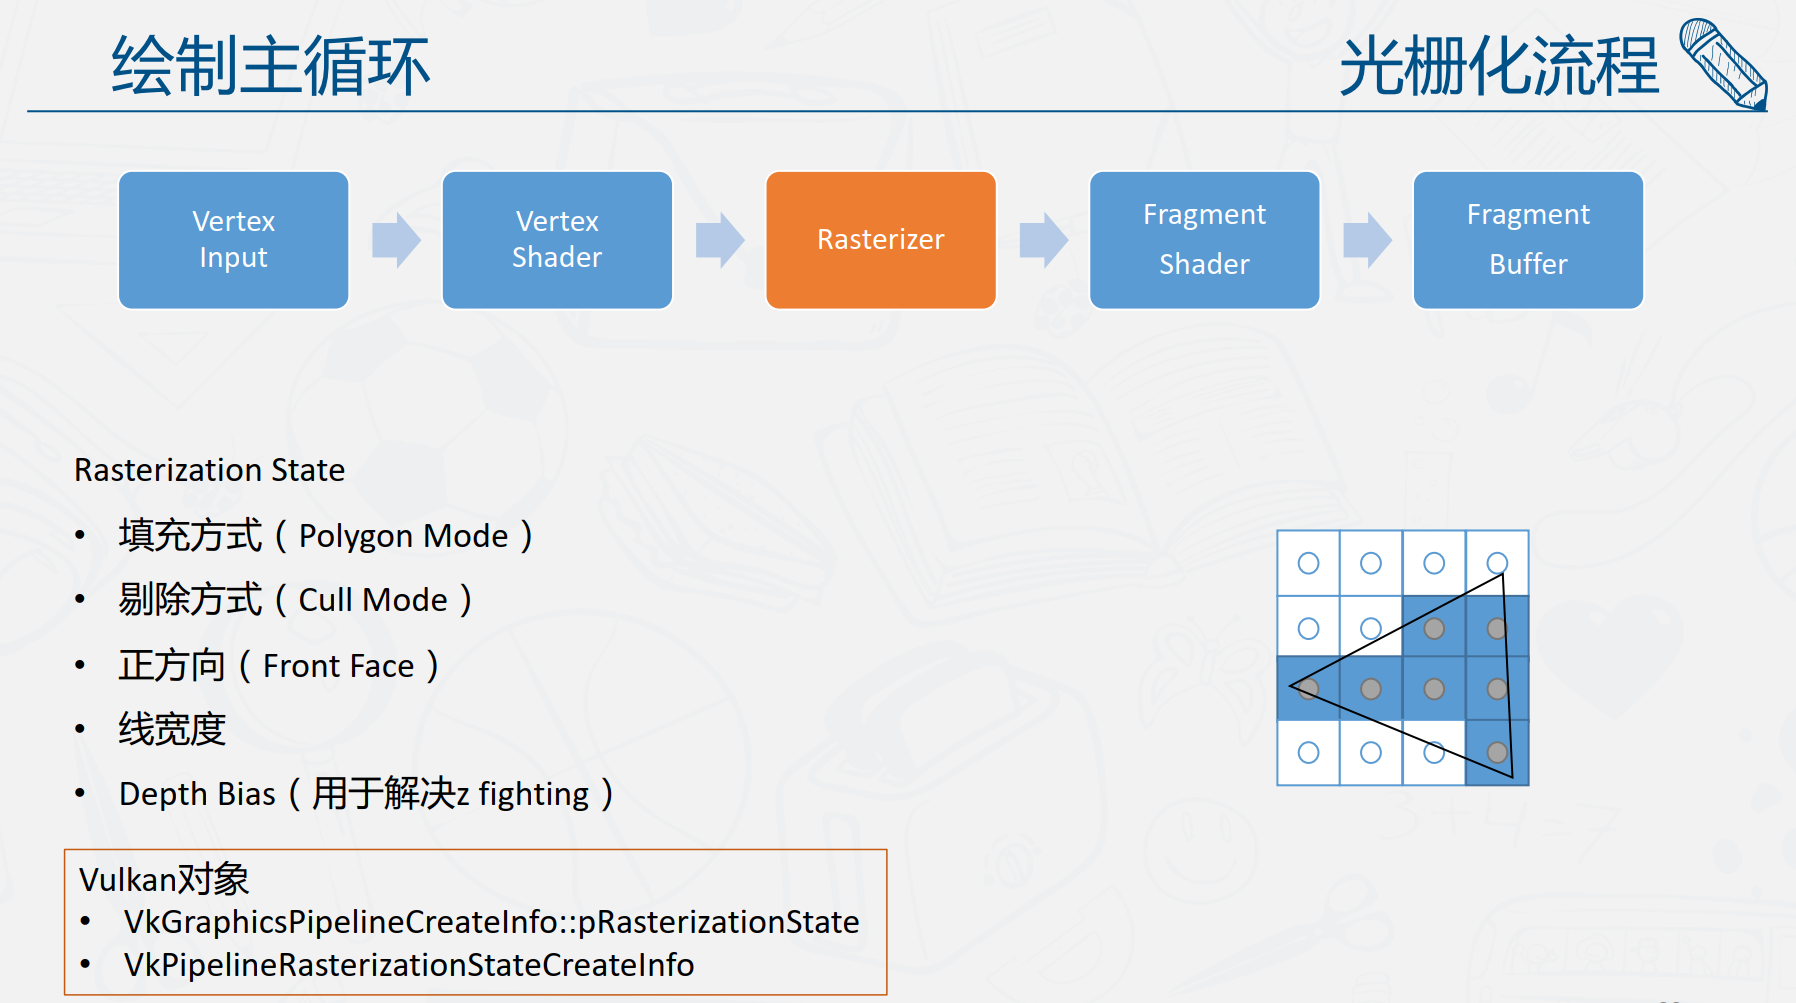 绘制主循环
光栅化流程
Vertex
Input
Vertex
Shader
Rasterizer
Fragment
Shader
Fragment
Buffer
Rasterization State
• 填充方式（Polygon Mode）
• 剔除方式（Cull Mode）
• 正方向（Front Face）
• 线宽度
• Depth Bias（用于解决z fighting）
Vulkan对象
• VkGraphicsPipelineCreateInfo::pRasterizationState
• VkPipelineRasterizationStateCreateInfo